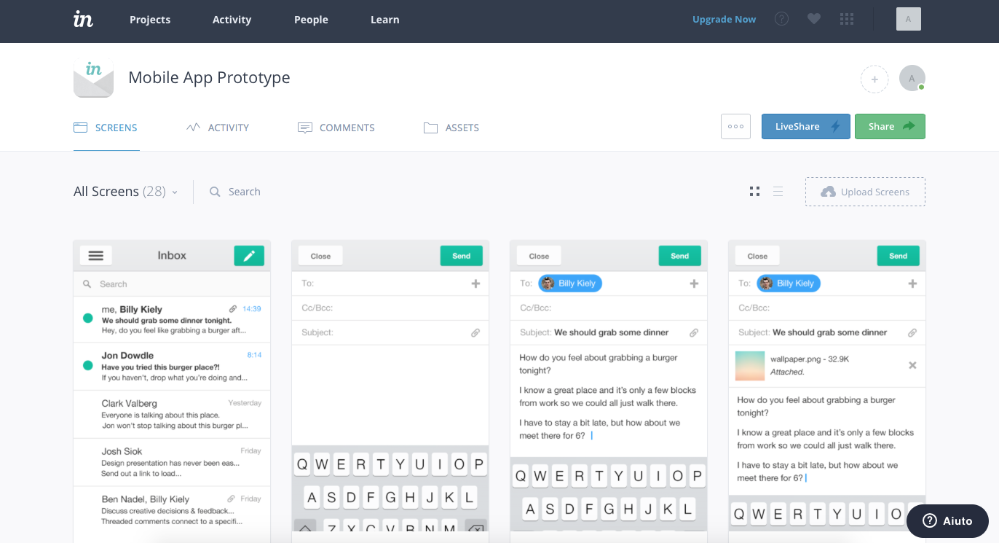 in Projects Activity People Learn Upgrade Now ? A
in Mobile App Prototype + A
SCREENS ACTIVITY COMMENTS ASSETS LiveShare Share
All Screens (28) Search Upload Screens
Inbox
Search
me, Billy Kiely 14:39
We should grab some dinner tonight.
Hey, do you feel like grabbing a burger aft...
Jon Dowdle 8:14
Have you tried this burger place?!
If you haven't, drop what you're doing and...
Clark Valberg Yesterday
Everyone is talking about this place.
Jon won't stop talking about this burger pl...
Josh Siok Friday
Design presentation has never been eas...
Send out a link to load...
Ben Nadel, Billy Kiely Friday
Discuss creative decisions & feedback...
Threaded comments connect to a specifi...
Close Send
To:
Cc/Bcc:
Subject:
Q W E R T Y U I O P
A S D F G H J K L
Z X C V B N M
Close Send
To: Billy Kiely
Cc/Bcc:
Subject: We should grab some dinner
How do you feel about grabbing a burger
tonight?
I know a great place and it's only a few blocks
from work so we could all just walk there.
I have to stay a bit late, but how about we
meet there for 6?
Q W E R T Y U I O P
A S D F G H J K L
Close Send
To: Billy Kiely
Cc/Bcc:
Subject: We should grab some dinner
wallpaper.png - 32.9K
Attached.
How do you feel about grabbing a burger
tonight?
I know a great place and it's only a few blocks
from work so we could all just walk there.
I have to stay a bit late, but how about we
meet there for 6?
Q W E R T Y U I O
? Aiuto